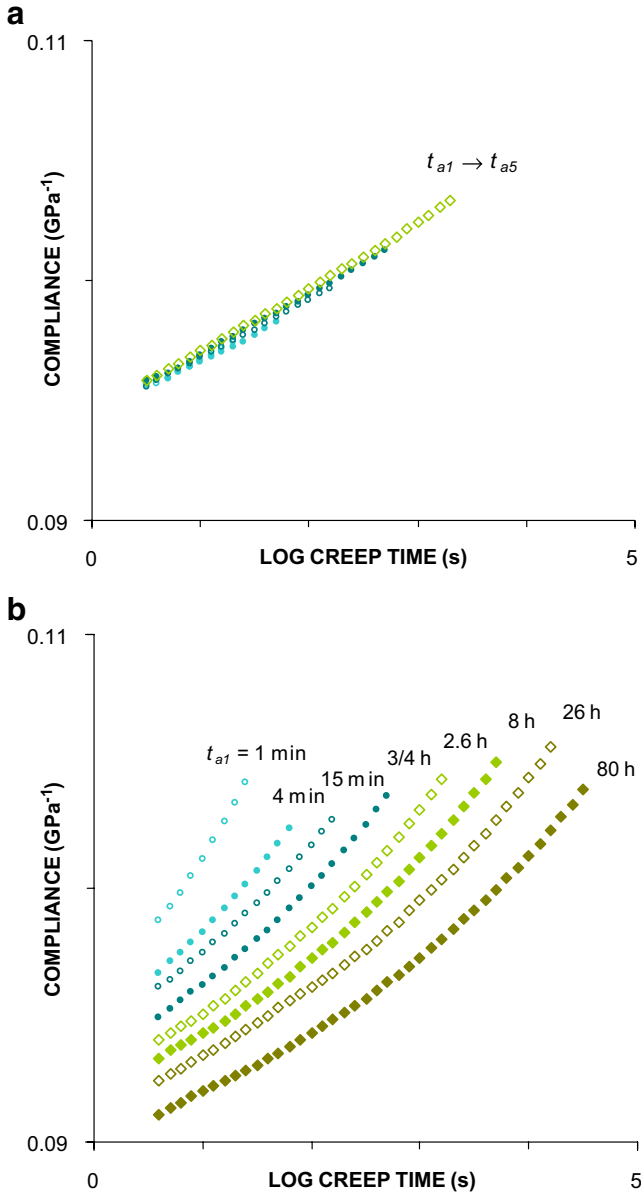 a
0.11
t a1 → t a5
COMPLIANCE (GPa-1)
0.09
0
5
LOG CREEP TIME (s)
b
0.11
t a1 = 1 min
4 min
15 min
3/4 h
2.6 h
8 h
26 h
80 h
COMPLIANCE (GPa-1)
0.09
0
5
LOG CREEP TIME (s)